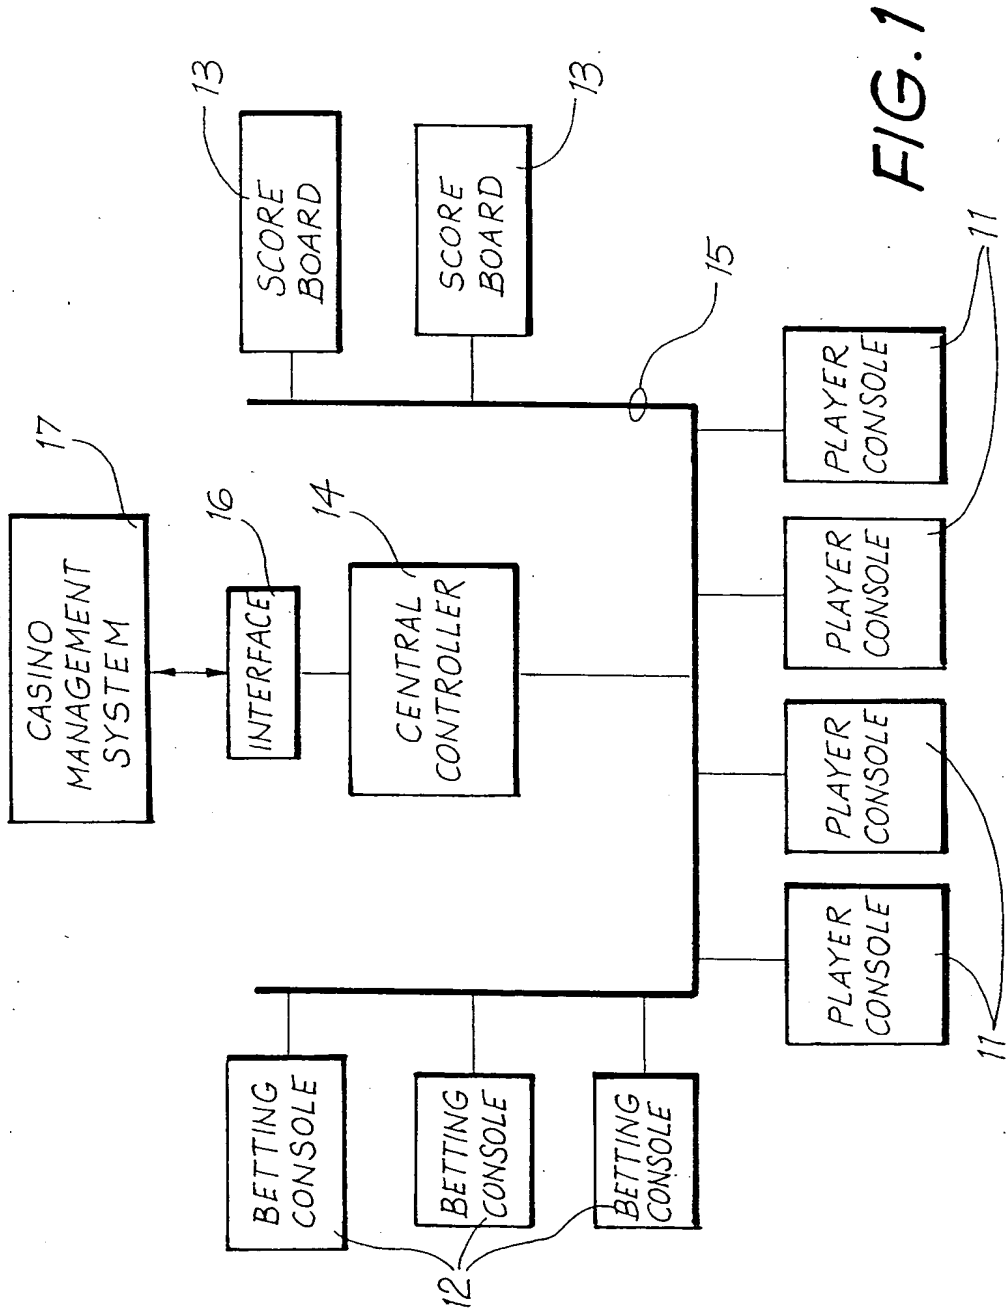 CASINO
MANAGEMENT
SYSTEM
17
INTERFACE
16
CENTRAL
CONTROLLER
14
BETTING
CONSOLE
BETTING
CONSOLE
BETTING
CONSOLE
12
SCORE
BOARD
13
SCORE
BOARD
13
15
PLAYER
CONSOLE
PLAYER
CONSOLE
PLAYER
CONSOLE
PLAYER
CONSOLE
11
11
FIG. 1